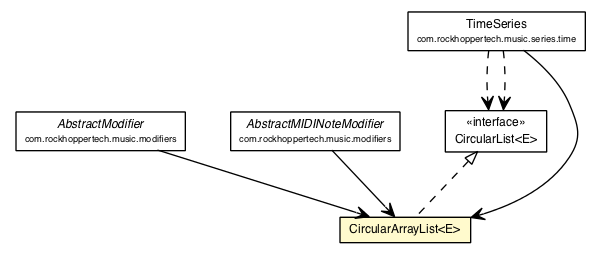 TimeSeries
com.rockhoppertech.music.series.time
AbstractModifier
com.rockhoppertech.music.modifiers
AbstractMIDINoteModifier
com.rockhoppertech.music.modifiers
«interface»
CircularList<E>
CircularArrayList<E>